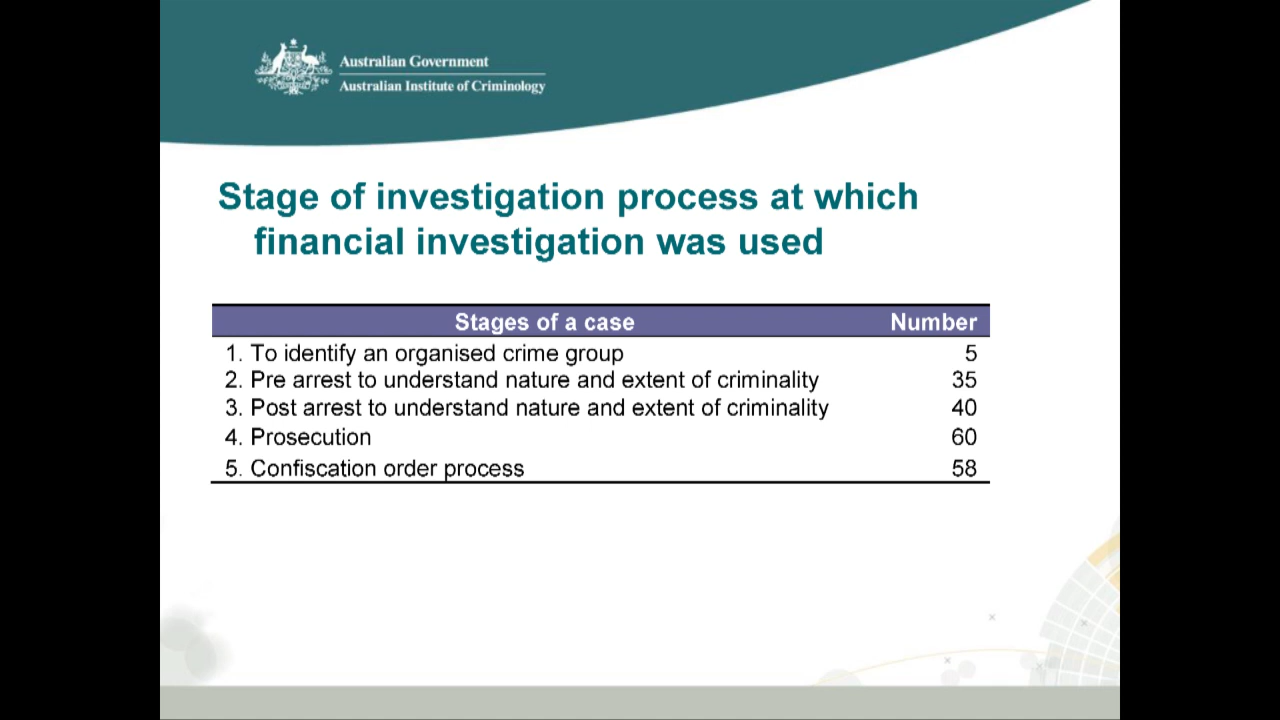 Australian Government
Australian Institute of Criminology
Stage of investigation process at which
financial investigation was used
Stages of a case Number
1. To identify an organised crime group 5
2. Pre arrest to understand nature and extent of criminality 35
3. Post arrest to understand nature and extent of criminality 40
4. Prosecution 60
5. Confiscation order process 58